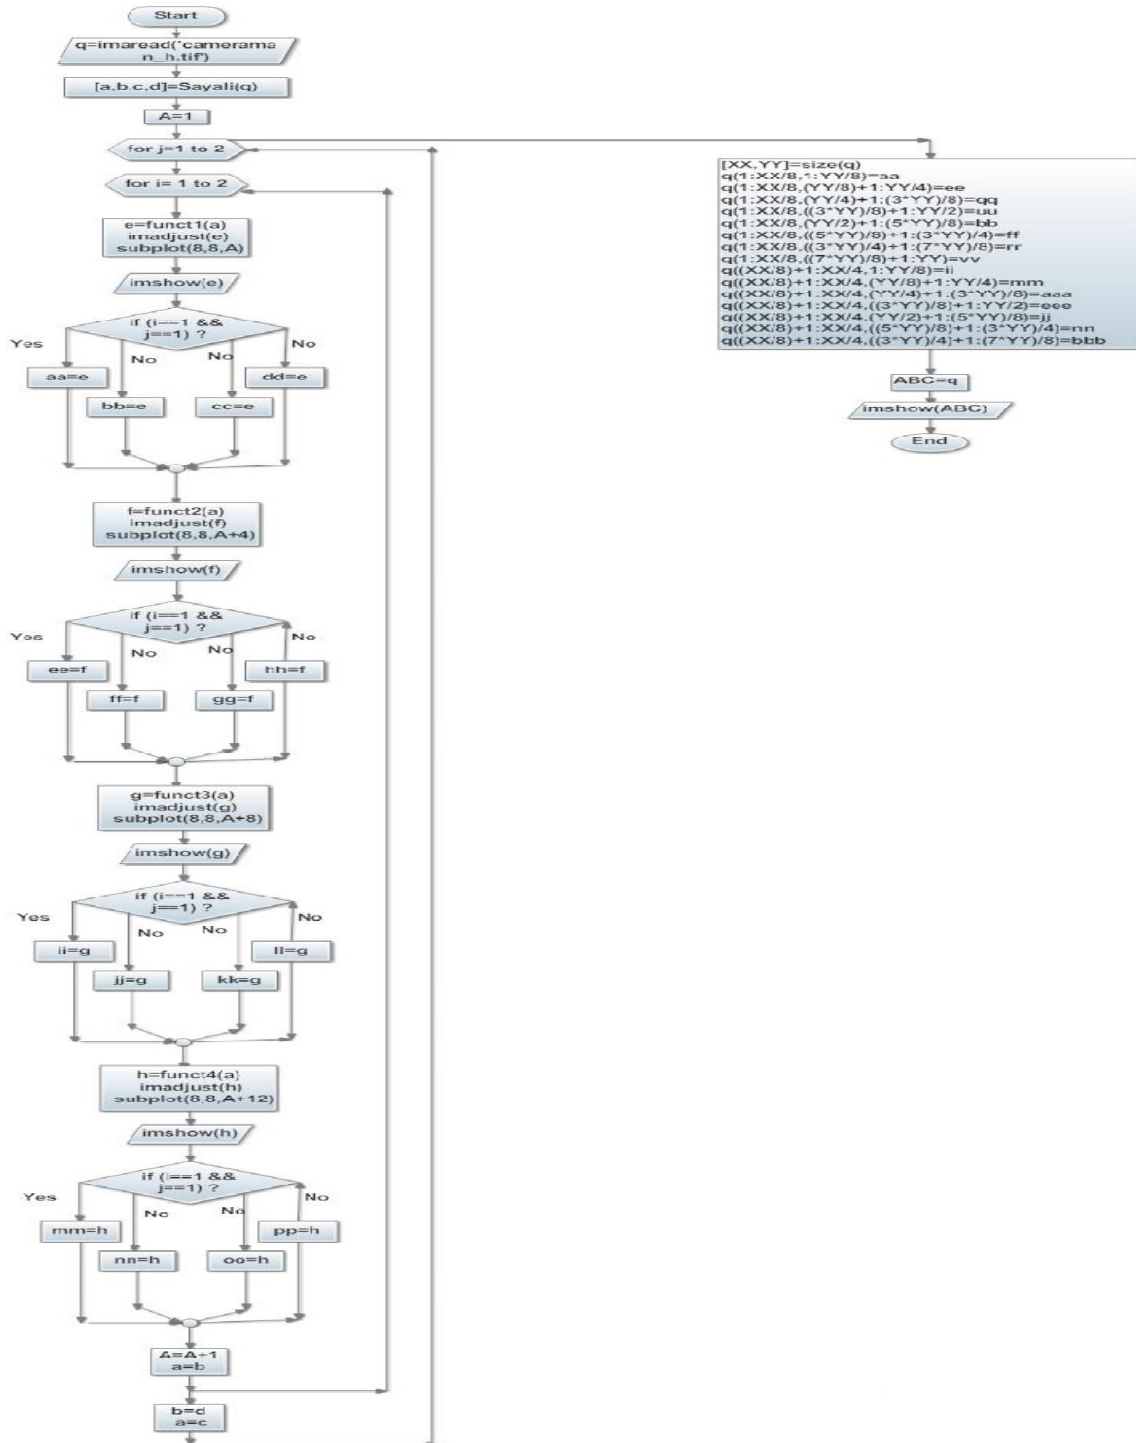 Start
q=imaread('camerama
n_h.tif')
[a,b,c,d]=Sayali(q)
A=1
for j=1 to 2
for i= 1 to 2
e=funct1(a)
imadjust(e)
subplot(8,8,A)
imshow(e)
if (i==1 &&
j==1) ?
Yes
No
No
No
aa=e
dd=e
bb=e
cc=e
f=funct2(a)
imadjust(f)
subplot(8,8,A+4)
imshow(f)
if (i==1 &&
j==1) ?
Yes
No
No
No
ee=f
hh=f
ff=f
gg=f
g=funct3(a)
imadjust(g)
subplot(8,8,A+8)
imshow(g)
if (i==1 &&
j==1) ?
Yes
No
No
No
ii=g
ll=g
jj=g
kk=g
h=funct4(a)
imadjust(h)
subplot(8,8,A+12)
imshow(h)
if (i==1 &&
j==1) ?
Yes
No
No
No
mm=h
pp=h
nn=h
oo=h
A=A+1
a=b
b=d
a=c
[XX,YY]=size(q)
q(1:XX/8,1:YY/8)=aa
q(1:XX/8,(YY/8)+1:YY/4)=ee
q(1:XX/8,(YY/4)+1:(3*YY)/8)=qq
q(1:XX/8,((3*YY)/8)+1:YY/2)=uu
q(1:XX/8,(YY/2)+1:(5*YY)/8)=bb
q(1:XX/8,((5*YY)/8)+1:(3*YY)/4)=ff
q(1:XX/8,((3*YY)/4)+1:(7*YY)/8)=rr
q(1:XX/8,((7*YY)/8)+1:YY)=vv
q((XX/8)+1:XX/4,1:YY/8)=ii
q((XX/8)+1:XX/4,(YY/8)+1:YY/4)=mm
q((XX/8)+1:XX/4,(YY/4)+1:(3*YY)/8)=aaa
q((XX/8)+1:XX/4,((3*YY)/8)+1:YY/2)=eee
q((XX/8)+1:XX/4,(YY/2)+1:(5*YY)/8)=jj
q((XX/8)+1:XX/4,((5*YY)/8)+1:(3*YY)/4)=nn
q((XX/8)+1:XX/4,((3*YY)/4)+1:(7*YY)/8)=bbb
ABC=q
imshow(ABC)
End